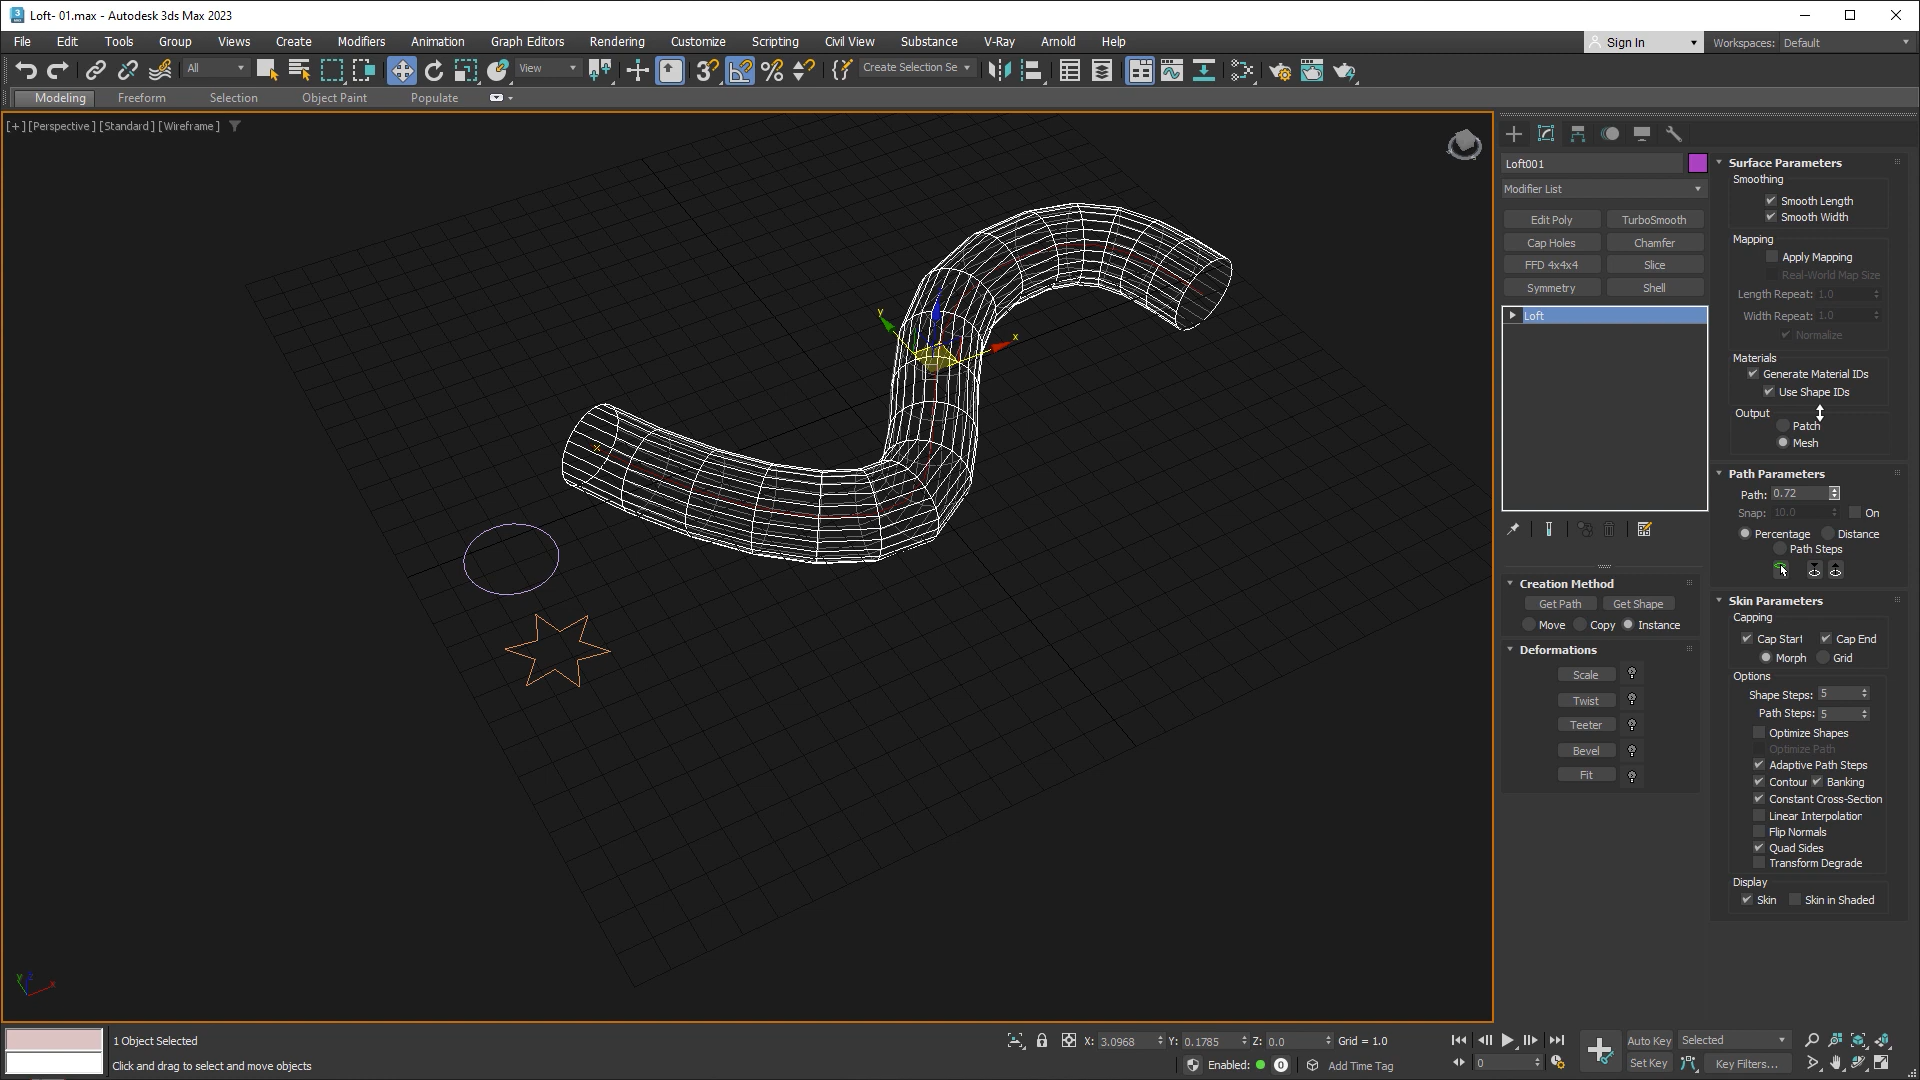 Loft- 01.max - Autodesk 3ds Max 2023
File Edit Tools Group Views Create Modifiers Animation Graph Editors Rendering Customize Scripting Civil View Substance V-Ray Arnold Help
Sign In
Workspaces: Default
All
View
Create Selection Se
Modeling Freeform Selection Object Paint Populate
[+] [Perspective] [Standard] [Wireframe]
y
x
y
z
x
Loft001
Modifier List
Edit Poly TurboSmooth
Cap Holes Chamfer
FFD 4x4x4 Slice
Symmetry Shell
Loft
Creation Method
Get Path Get Shape
Move Copy Instance
Deformations
Scale
Twist
Teeter
Bevel
Fit
Surface Parameters
Smoothing
Smooth Length
Smooth Width
Mapping
Apply Mapping
Real-World Map Size
Length Repeat: 1.0
Width Repeat: 1.0
Normalize
Materials
Generate Material IDs
Use Shape IDs
Output
Patch
Mesh
Path Parameters
Path: 0.72
Snap: 10.0 On
Percentage Distance
Path Steps
Skin Parameters
Capping
Cap Start Cap End
Morph Grid
Options
Shape Steps: 5
Path Steps: 5
Optimize Shapes
Optimize Path
Adaptive Path Steps
Contour Banking
Constant Cross-Section
Linear Interpolation
Flip Normals
Quad Sides
Transform Degrade
Display
Skin Skin in Shaded
1 Object Selected
Click and drag to select and move objects
X: 3.0968 Y: 0.1785 Z: 0.0 Grid = 1.0
Enabled: 0 Add Time Tag
0
Auto Key Selected
Set Key Key Filters...